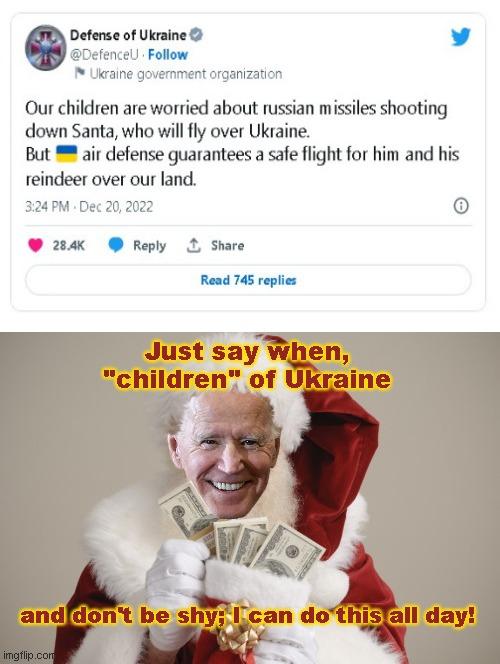 Defense of Ukraine
@DefenceU · Follow
Ukraine government organization
Our children are worried about russian missiles shooting
down Santa, who will fly over Ukraine.
But 🇺🇦 air defense guarantees a safe flight for him and his
reindeer over our land.
3:24 PM · Dec 20, 2022
28.4K Reply Share
Read 745 replies
Just say when,
"children" of Ukraine
and don't be shy; I can do this all day!
imgflip.com